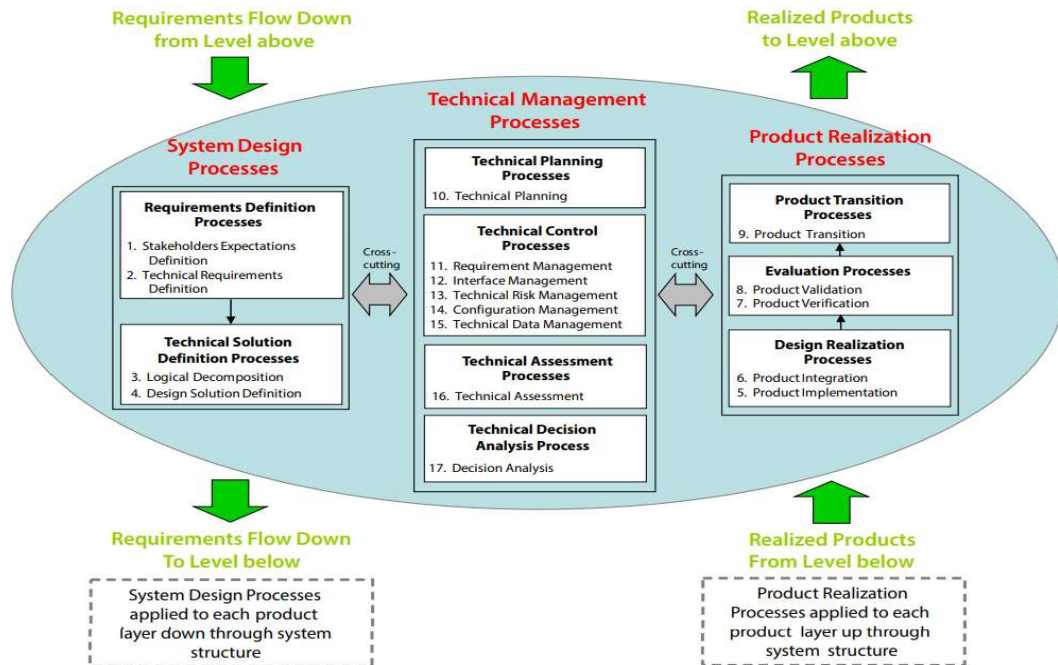 Requirements Flow Down
from Level above
Realized Products
to Level above
Technical Management
Processes
System Design
Processes
Product Realization
Processes
Requirements Definition
Processes
1. Stakeholders Expectations
Definition
2. Technical Requirements
Definition
Technical Solution
Definition Processes
3. Logical Decomposition
4. Design Solution Definition
Cross-
cutting
Technical Planning
Processes
10. Technical Planning
Technical Control
Processes
11. Requirement Management
12. Interface Management
13. Technical Risk Management
14. Configuration Management
15. Technical Data Management
Technical Assessment
Processes
16. Technical Assessment
Technical Decision
Analysis Process
17. Decision Analysis
Cross-
cutting
Product Transition
Processes
9. Product Transition
Evaluation Processes
8. Product Validation
7. Product Verification
Design Realization
Processes
6. Product Integration
5. Product Implementation
Requirements Flow Down
To Level below
Realized Products
From Level below
System Design Processes
applied to each product
layer down through system
structure
Product Realization
Processes applied to each
product layer up through
system structure